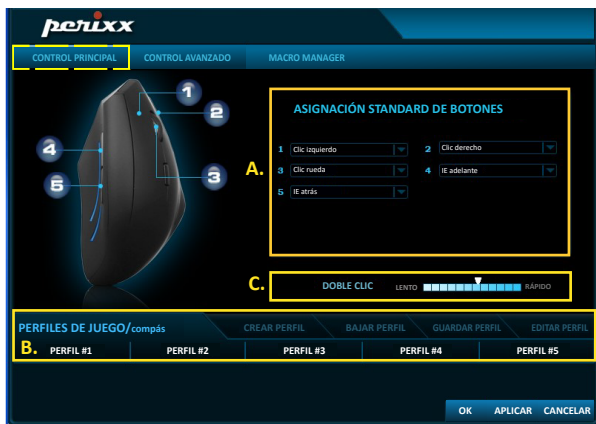 perixx
CONTROL PRINCIPAL CONTROL AVANZADO MACRO MANAGER
1
2
3
4
5
A.
ASIGNACIÓN STANDARD DE BOTONES
1 Clic izquierdo 2 Clic derecho
3 Clic rueda 4 IE adelante
5 IE atrás
C.
DOBLE CLIC LENTO RÁPIDO
PERFILES DE JUEGO/compás CREAR PERFIL BAJAR PERFIL GUARDAR PERFIL EDITAR PERFIL
B. PERFIL #1 PERFIL #2 PERFIL #3 PERFIL #4 PERFIL #5
OK APLICAR CANCELAR